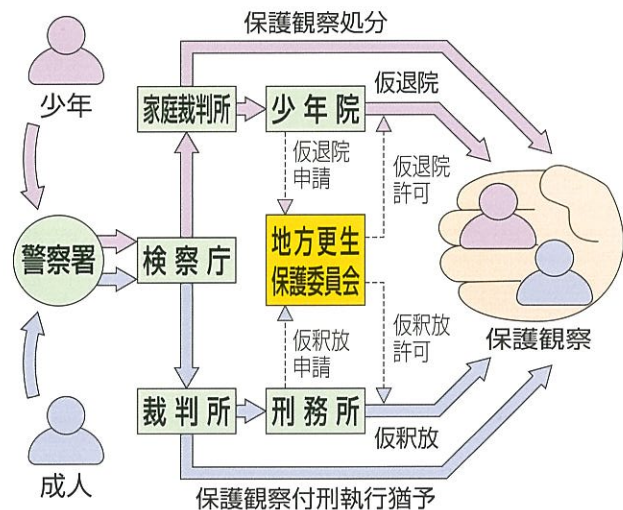 保護観察処分
少年
家庭裁判所
少年院
仮退院
仮退院
申請
仮退院
許可
警察署
検察庁
地方更生
保護委員会
保護観察
仮釈放
申請
仮釈放
許可
裁判所
刑務所
仮釈放
成人
保護観察付刑執行猶予